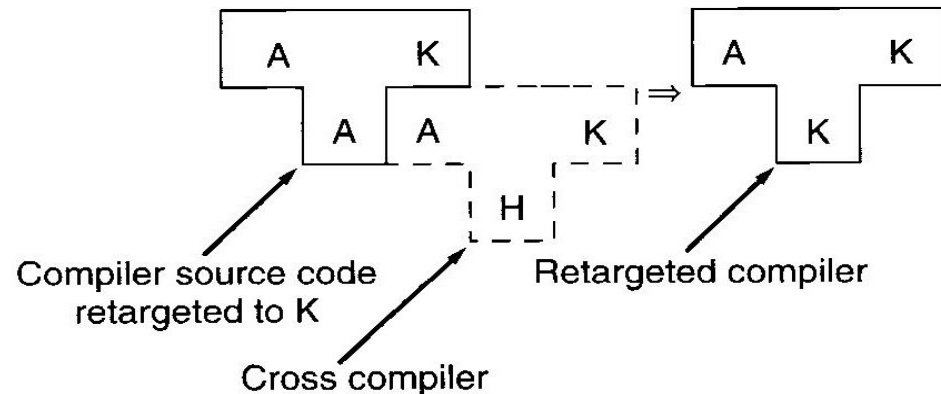 A K A K
A A K
⇒
K
H
Compiler source code
retargeted to K
Retargeted compiler
Cross compiler